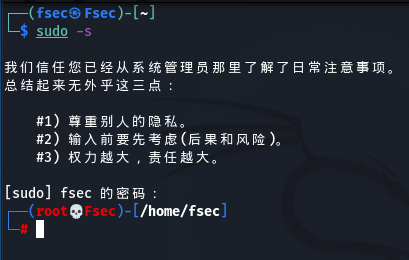 ┌──(fsec㉿Fsec)-[~]
└─$ sudo -s
我们信任您已经从系统管理员那里了解了日常注意事项。
总结起来无外乎这三点：
#1) 尊重别人的隐私。
#2) 输入前要先考虑(后果和风险)。
#3) 权力越大，责任越大。
[sudo] fsec 的密码：
┌──(root💀Fsec)-[/home/fsec]
└─#